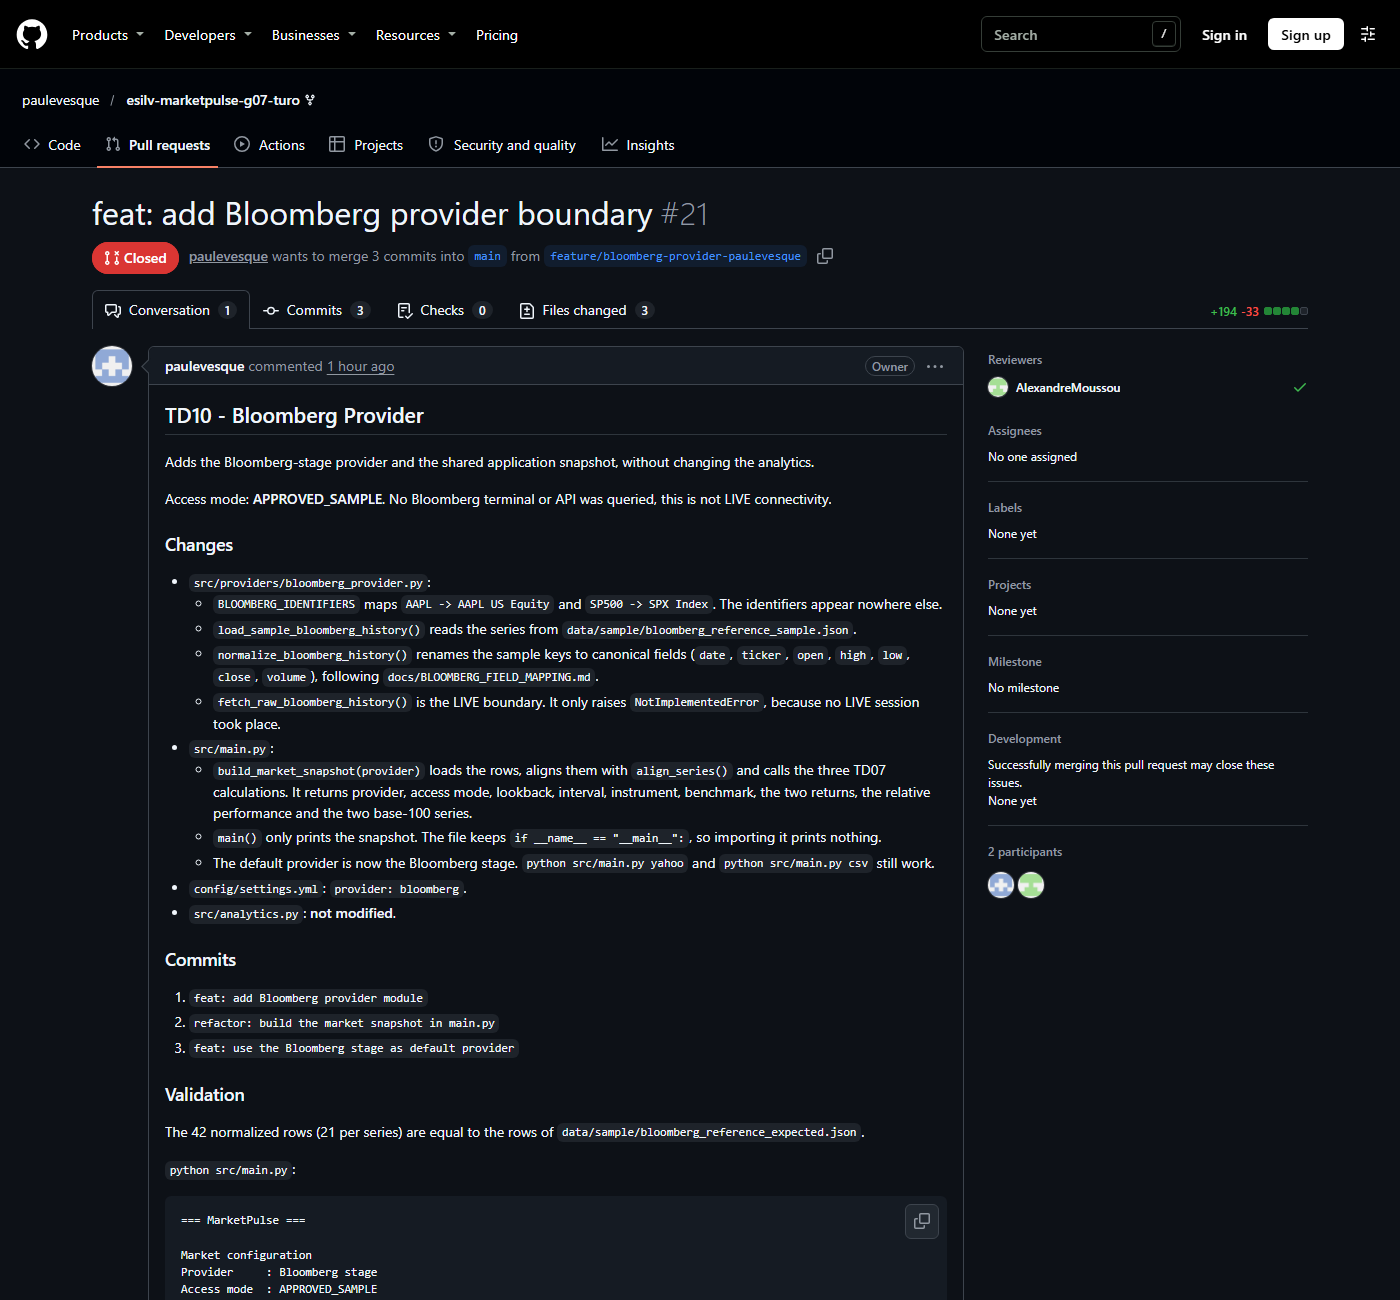 Products Developers Businesses Resources Pricing Search / Sign in Sign up
paulevesque / esilv-marketpulse-g07-turo
Code Pull requests Actions Projects Security and quality Insights
feat: add Bloomberg provider boundary #21
Closed paulevesque wants to merge 3 commits into main from feature/bloomberg-provider-paulevesque
Conversation 1 Commits 3 Checks 0 Files changed 3 +194 -33
paulevesque commented 1 hour ago Owner
TD10 - Bloomberg Provider
Adds the Bloomberg-stage provider and the shared application snapshot, without changing the analytics.
Access mode: APPROVED_SAMPLE. No Bloomberg terminal or API was queried, this is not LIVE connectivity.
Changes
src/providers/bloomberg_provider.py:
BLOOMBERG_IDENTIFIERS maps AAPL -> AAPL US Equity and SP500 -> SPX Index. The identifiers appear nowhere else.
load_sample_bloomberg_history() reads the series from data/sample/bloomberg_reference_sample.json.
normalize_bloomberg_history() renames the sample keys to canonical fields (date, ticker, open, high, low,
close, volume), following docs/BLOOMBERG_FIELD_MAPPING.md.
fetch_raw_bloomberg_history() is the LIVE boundary. It only raises NotImplementedError, because no LIVE session
took place.
src/main.py:
build_market_snapshot(provider) loads the rows, aligns them with align_series() and calls the three TD07
calculations. It returns provider, access mode, lookback, interval, instrument, benchmark, the two returns, the relative
performance and the two base-100 series.
main() only prints the snapshot. The file keeps if __name__ == "__main__":, so importing it prints nothing.
The default provider is now the Bloomberg stage. python src/main.py yahoo and python src/main.py csv still work.
config/settings.yml: provider: bloomberg.
src/analytics.py: not modified.
Commits
1. feat: add Bloomberg provider module
2. refactor: build the market snapshot in main.py
3. feat: use the Bloomberg stage as default provider
Validation
The 42 normalized rows (21 per series) are equal to the rows of data/sample/bloomberg_reference_expected.json.
python src/main.py:
=== MarketPulse ===
Market configuration
Provider : Bloomberg stage
Access mode : APPROVED_SAMPLE
Reviewers
AlexandreMoussou
Assignees
No one assigned
Labels
None yet
Projects
None yet
Milestone
No milestone
Development
Successfully merging this pull request may close these
issues.
None yet
2 participants